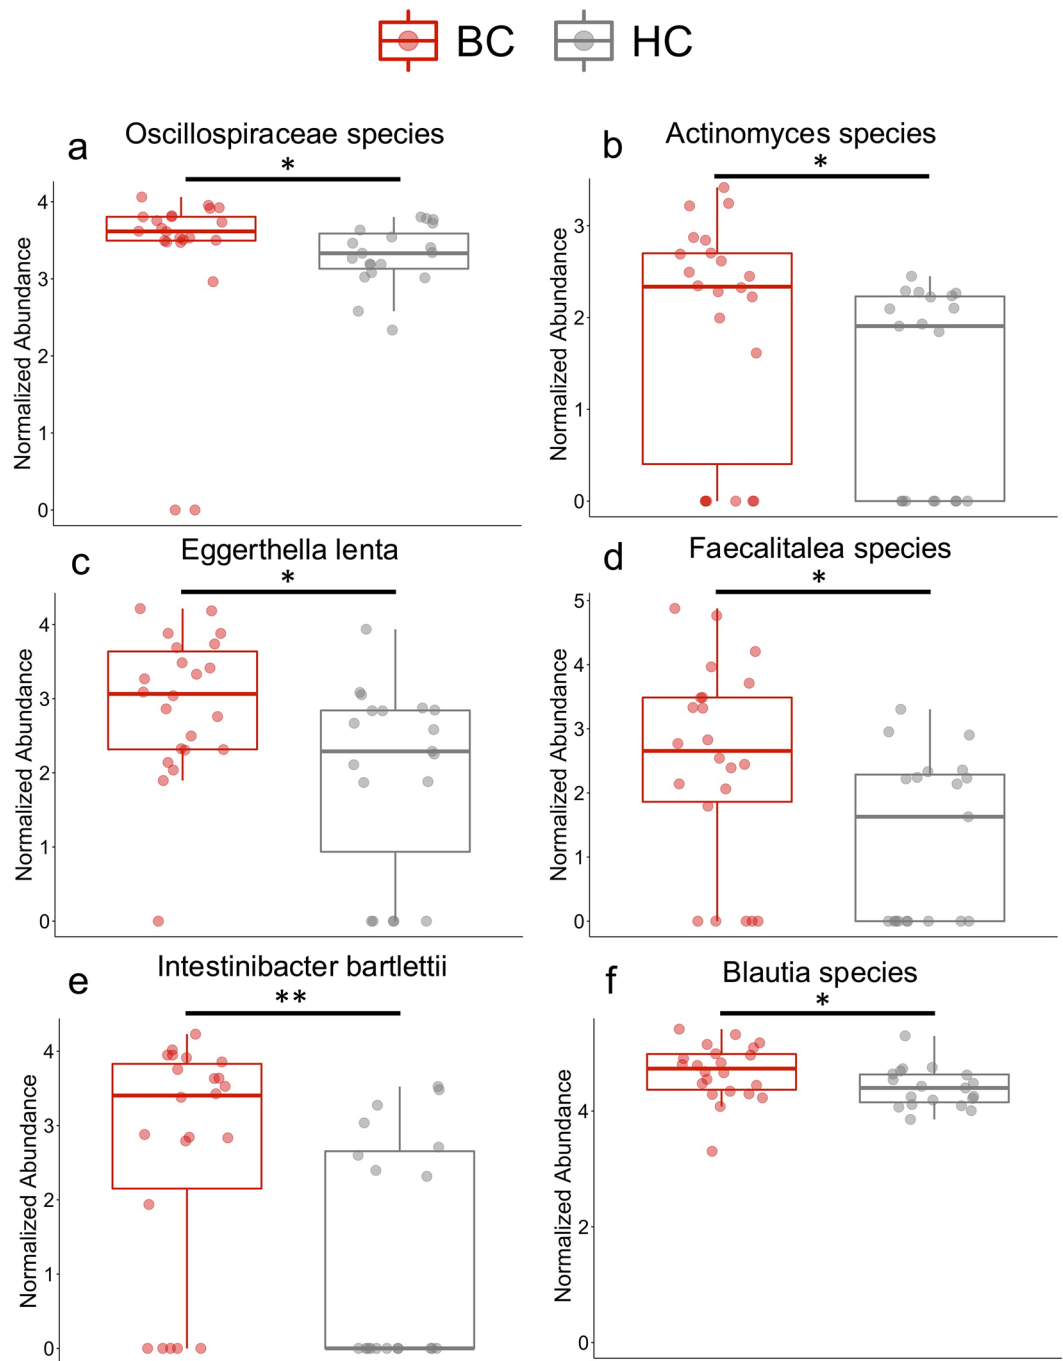 BC HC
a Oscillospiraceae species
*
Normalized Abundance
4
3
2
1
0
b Actinomyces species
*
Normalized Abundance
3
2
1
0
c Eggerthella lenta
*
Normalized Abundance
4
3
2
1
0
d Faecalitalea species
*
Normalized Abundance
5
4
3
2
1
0
e Intestinibacter bartlettii
**
Normalized Abundance
4
3
2
1
0
f Blautia species
*
Normalized Abundance
4
2
0